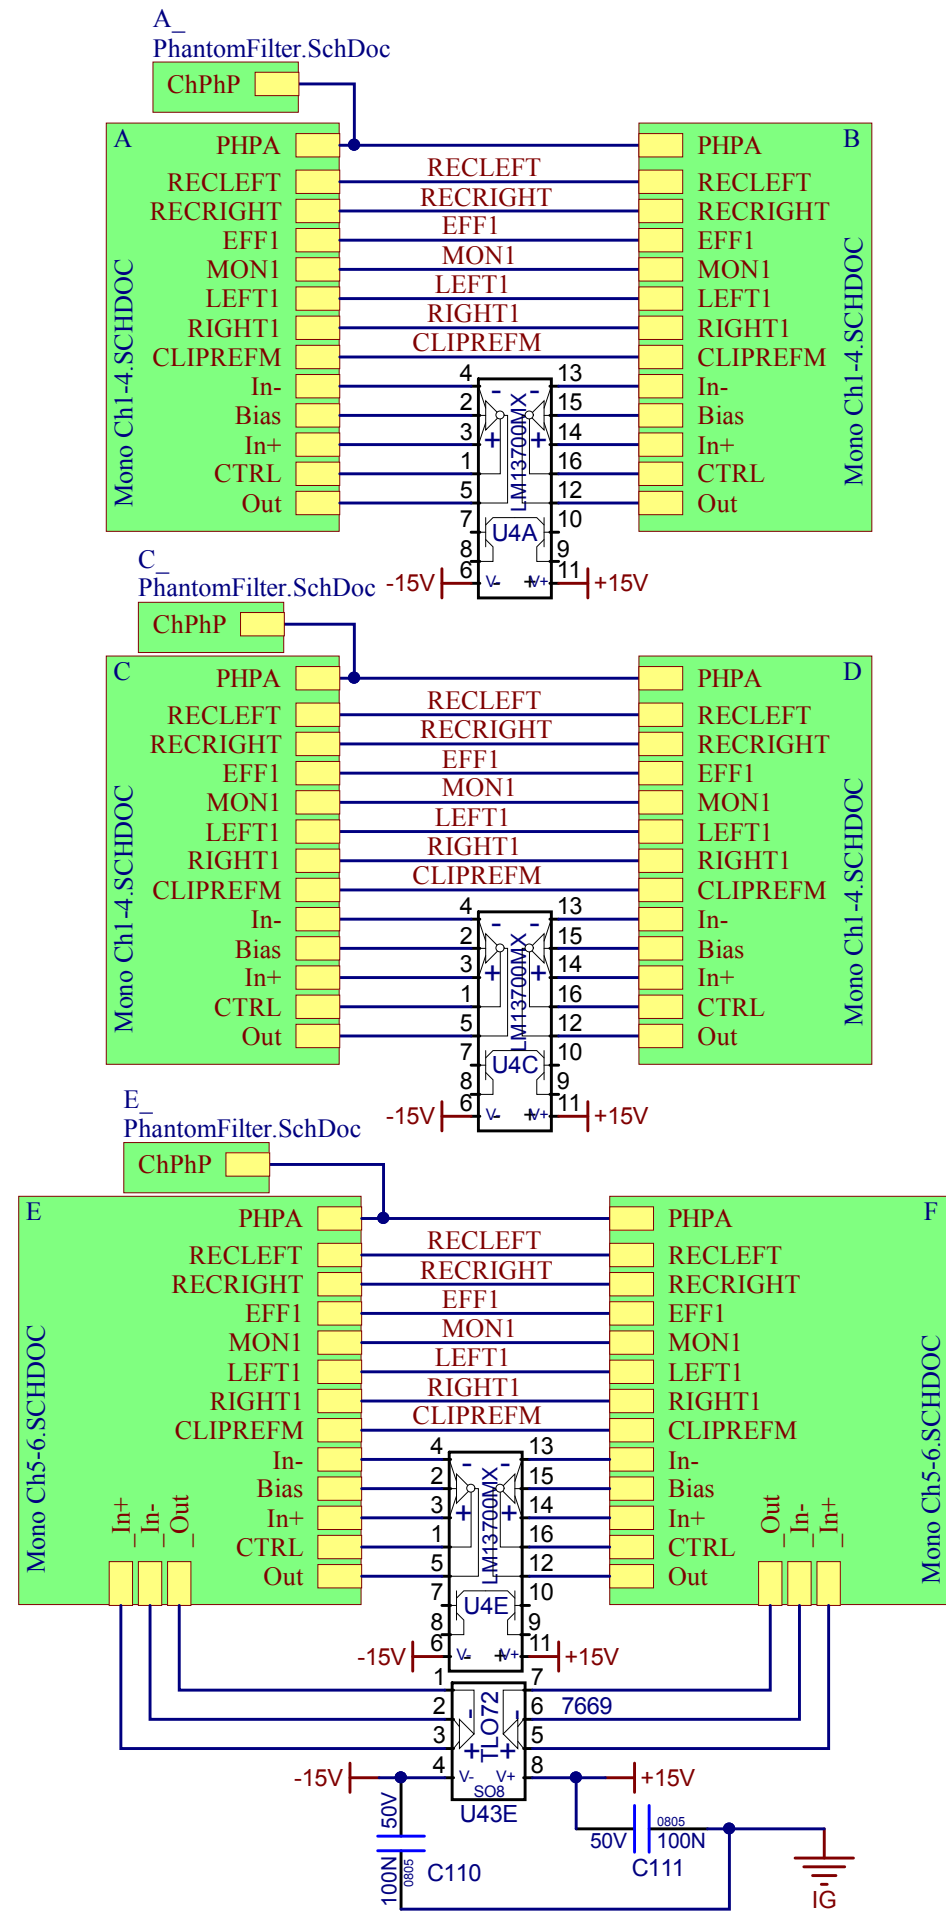 A_
PhantomFilter.SchDoc
ChPhP
A B
PHPA PHPA
RECLEFT RECLEFT RECLEFT
RECRIGHT RECRIGHT RECRIGHT
EFF1 EFF1 EFF1
MON1 MON1 MON1
LEFT1 LEFT1 LEFT1
RIGHT1 RIGHT1 RIGHT1
CLIPREFM CLIPREFM CLIPREFM
In- 4 - - 13 In-
Bias 2 15 Bias
In+ 3 + + 14 In+
CTRL 1 16 CTRL
Out 5 12 Out
7 U4A 10
8 9
-15V 6 V- V+ 11 +15V
LM13700MX
Mono Ch1-4.SCHDOC
Mono Ch1-4.SCHDOC
C_
PhantomFilter.SchDoc
ChPhP
C D
PHPA PHPA
RECLEFT RECLEFT RECLEFT
RECRIGHT RECRIGHT RECRIGHT
EFF1 EFF1 EFF1
MON1 MON1 MON1
LEFT1 LEFT1 LEFT1
RIGHT1 RIGHT1 RIGHT1
CLIPREFM CLIPREFM CLIPREFM
In- 4 - - 13 In-
Bias 2 15 Bias
In+ 3 + + 14 In+
CTRL 1 16 CTRL
Out 5 12 Out
7 U4C 10
8 9
-15V 6 V- V+ 11 +15V
LM13700MX
Mono Ch1-4.SCHDOC
Mono Ch1-4.SCHDOC
E_
PhantomFilter.SchDoc
ChPhP
E F
PHPA PHPA
RECLEFT RECLEFT RECLEFT
RECRIGHT RECRIGHT RECRIGHT
EFF1 EFF1 EFF1
MON1 MON1 MON1
LEFT1 LEFT1 LEFT1
RIGHT1 RIGHT1 RIGHT1
CLIPREFM CLIPREFM CLIPREFM
In- 4 - - 13 In-
Bias 2 15 Bias
In+ 3 + + 14 In+
CTRL 1 16 CTRL
Out 5 12 Out
7 U4E 10
8 9
-15V 6 V- V+ 11 +15V
LM13700MX
Mono Ch5-6.SCHDOC
Mono Ch5-6.SCHDOC
_In+ _In- _Out
_Out _In- _In+
1 7
2 - - 6 7669
3 + + 5
-15V 4 V- V+ 8 +15V
TLO72
SO8
U43E
50V
100N 0805
C110
50V 0805 100N
C111
IG